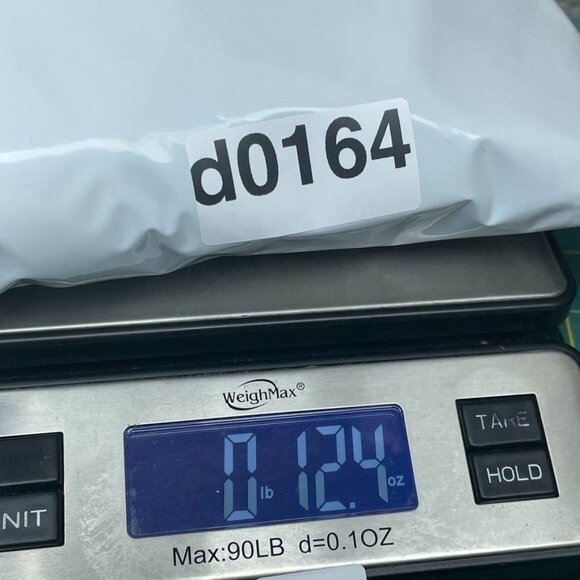 d0164
WeighMax®
0 lb 12.4 oz
TARE
HOLD
NIT
Max:90LB d=0.1OZ